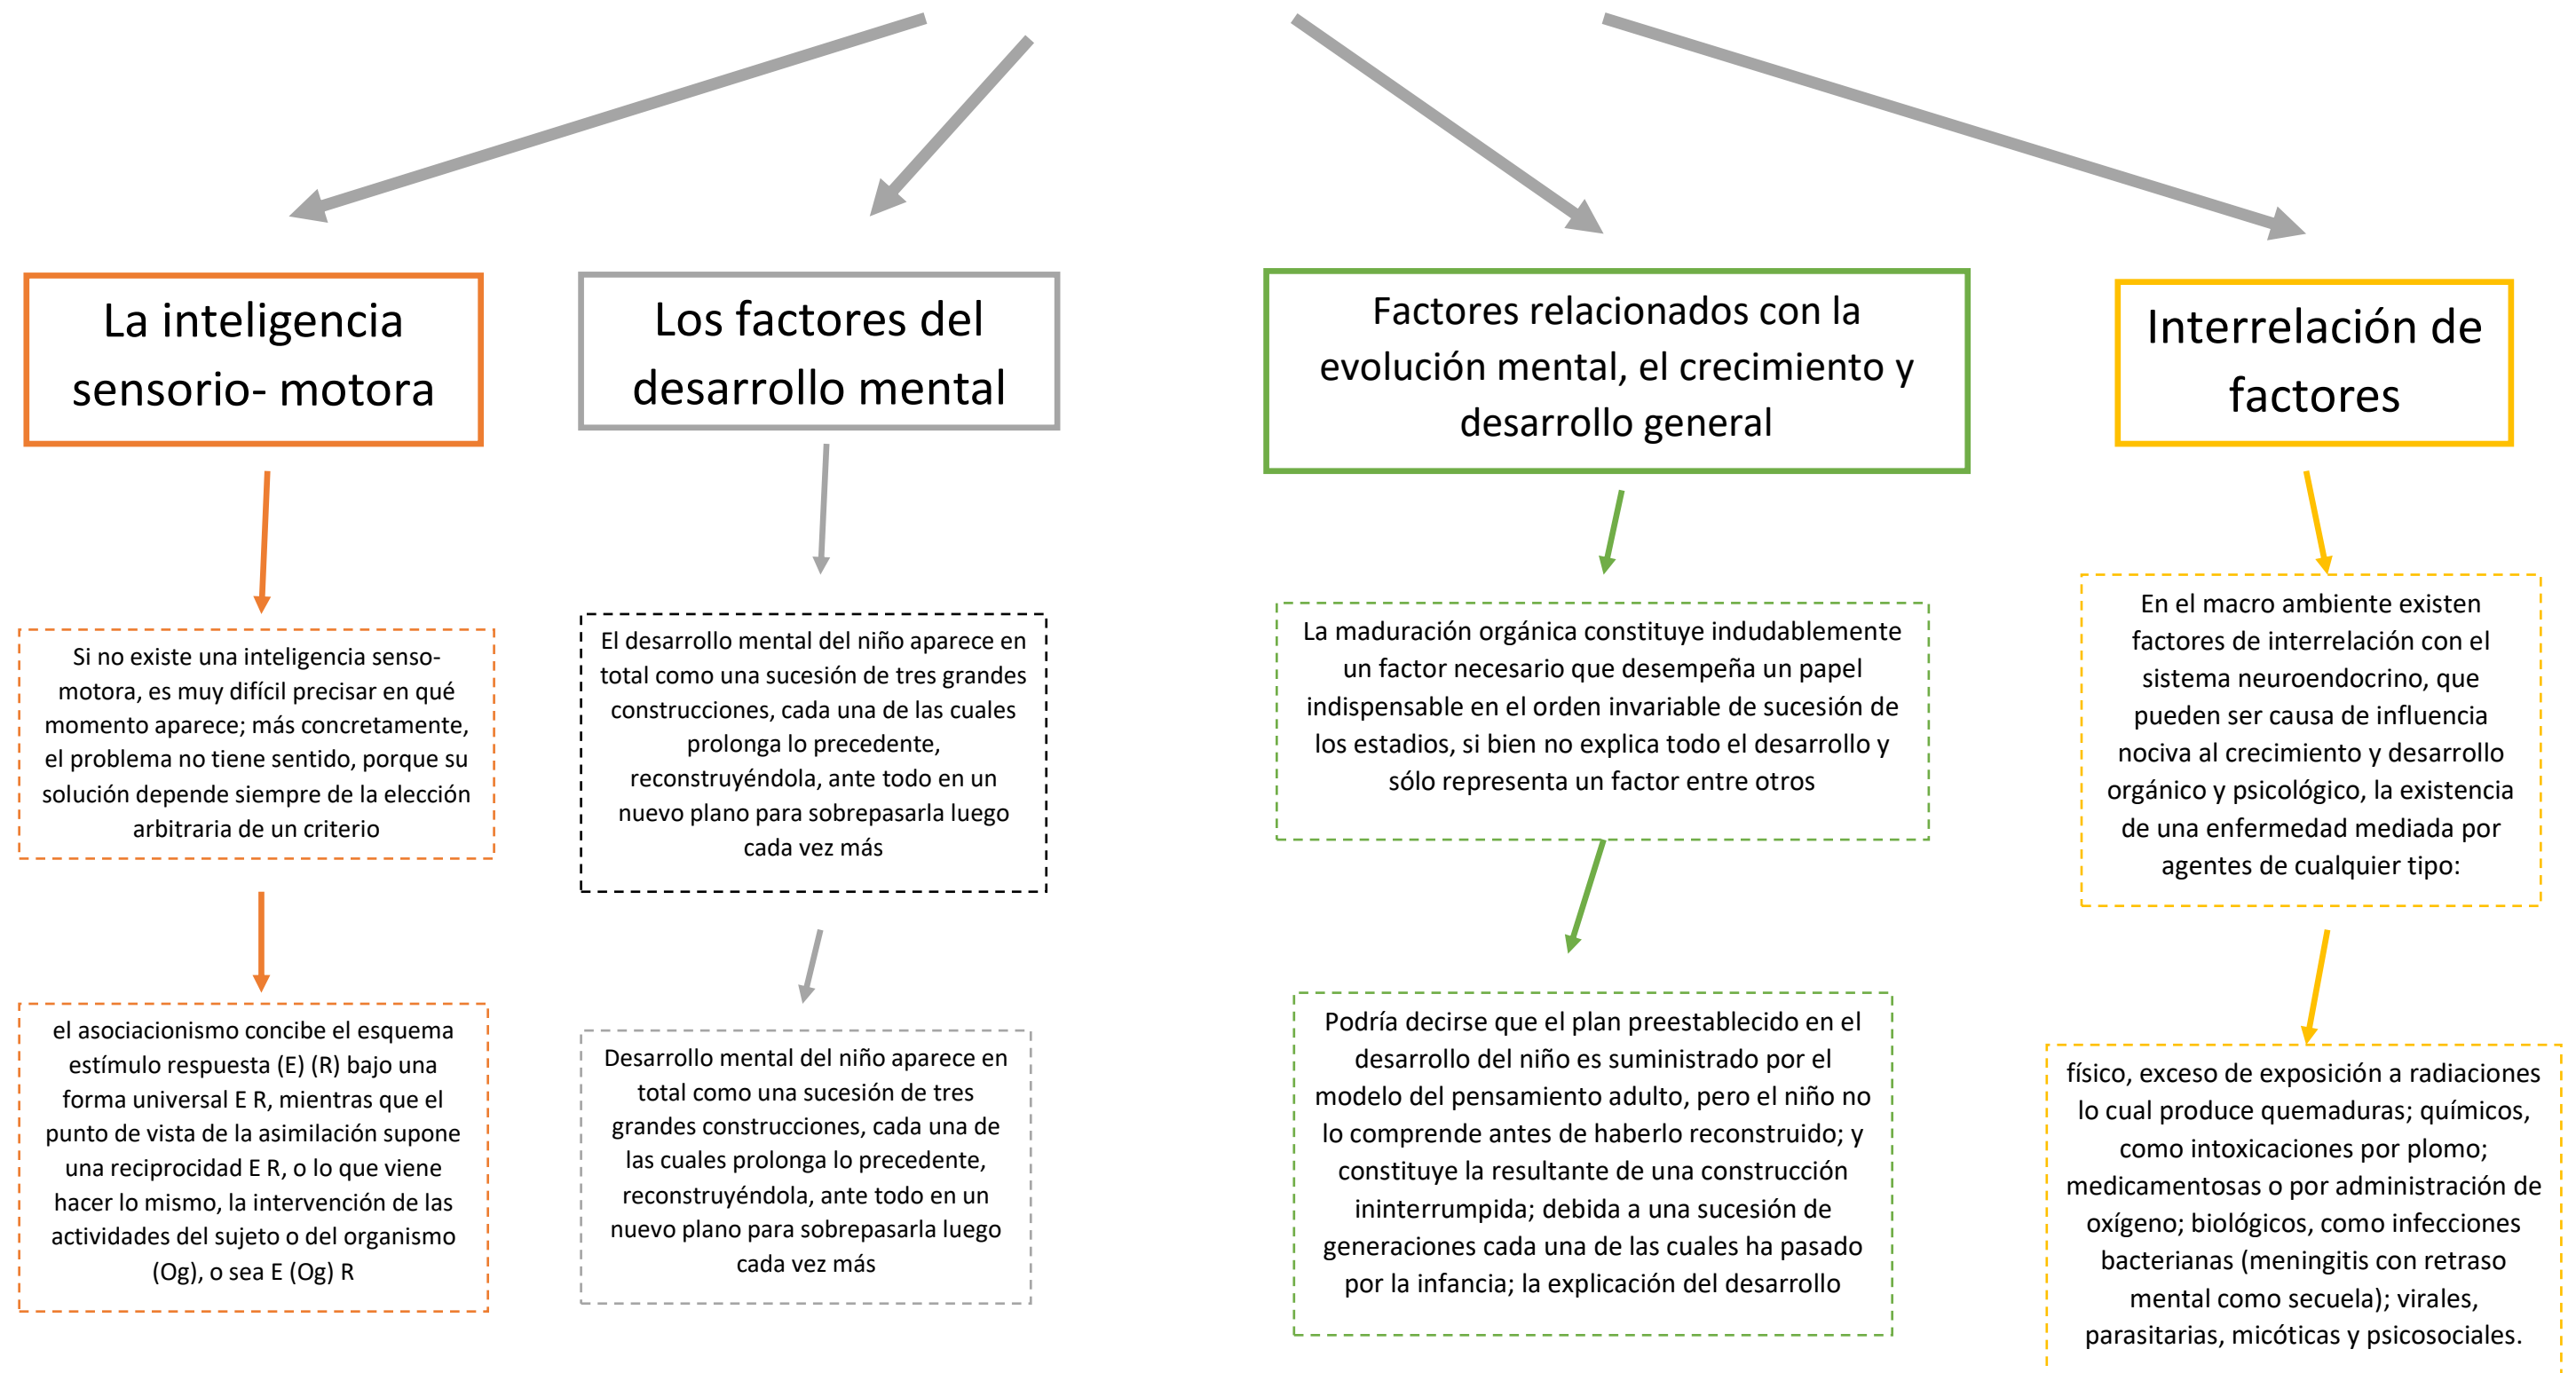 La inteligencia
sensorio- motora
Los factores del
desarrollo mental
Factores relacionados con la
evolución mental, el crecimiento y
desarrollo general
Interrelación de
factores
Si no existe una inteligencia senso-
motora, es muy difícil precisar en qué
momento aparece; más concretamente,
el problema no tiene sentido, porque su
solución depende siempre de la elección
arbitraria de un criterio
El desarrollo mental del niño aparece en
total como una sucesión de tres grandes
construcciones, cada una de las cuales
prolonga lo precedente,
reconstruyéndola, ante todo en un
nuevo plano para sobrepasarla luego
cada vez más
La maduración orgánica constituye indudablemente
un factor necesario que desempeña un papel
indispensable en el orden invariable de sucesión de
los estadios, si bien no explica todo el desarrollo y
sólo representa un factor entre otros
En el macro ambiente existen
factores de interrelación con el
sistema neuroendocrino, que
pueden ser causa de influencia
nociva al crecimiento y desarrollo
orgánico y psicológico, la existencia
de una enfermedad mediada por
agentes de cualquier tipo:
el asociacionismo concibe el esquema
estímulo respuesta (E) (R) bajo una
forma universal E R, mientras que el
punto de vista de la asimilación supone
una reciprocidad E R, o lo que viene
hacer lo mismo, la intervención de las
actividades del sujeto o del organismo
(Og), o sea E (Og) R
Desarrollo mental del niño aparece en
total como una sucesión de tres
grandes construcciones, cada una de
las cuales prolonga lo precedente,
reconstruyéndola, ante todo en un
nuevo plano para sobrepasarla luego
cada vez más
Podría decirse que el plan preestablecido en el
desarrollo del niño es suministrado por el
modelo del pensamiento adulto, pero el niño no
lo comprende antes de haberlo reconstruido; y
constituye la resultante de una construcción
ininterrumpida; debida a una sucesión de
generaciones cada una de las cuales ha pasado
por la infancia; la explicación del desarrollo
físico, exceso de exposición a radiaciones
lo cual produce quemaduras; químicos,
como intoxicaciones por plomo;
medicamentosas o por administración de
oxígeno; biológicos, como infecciones
bacterianas (meningitis con retraso
mental como secuela); virales,
parasitarias, micóticas y psicosociales.